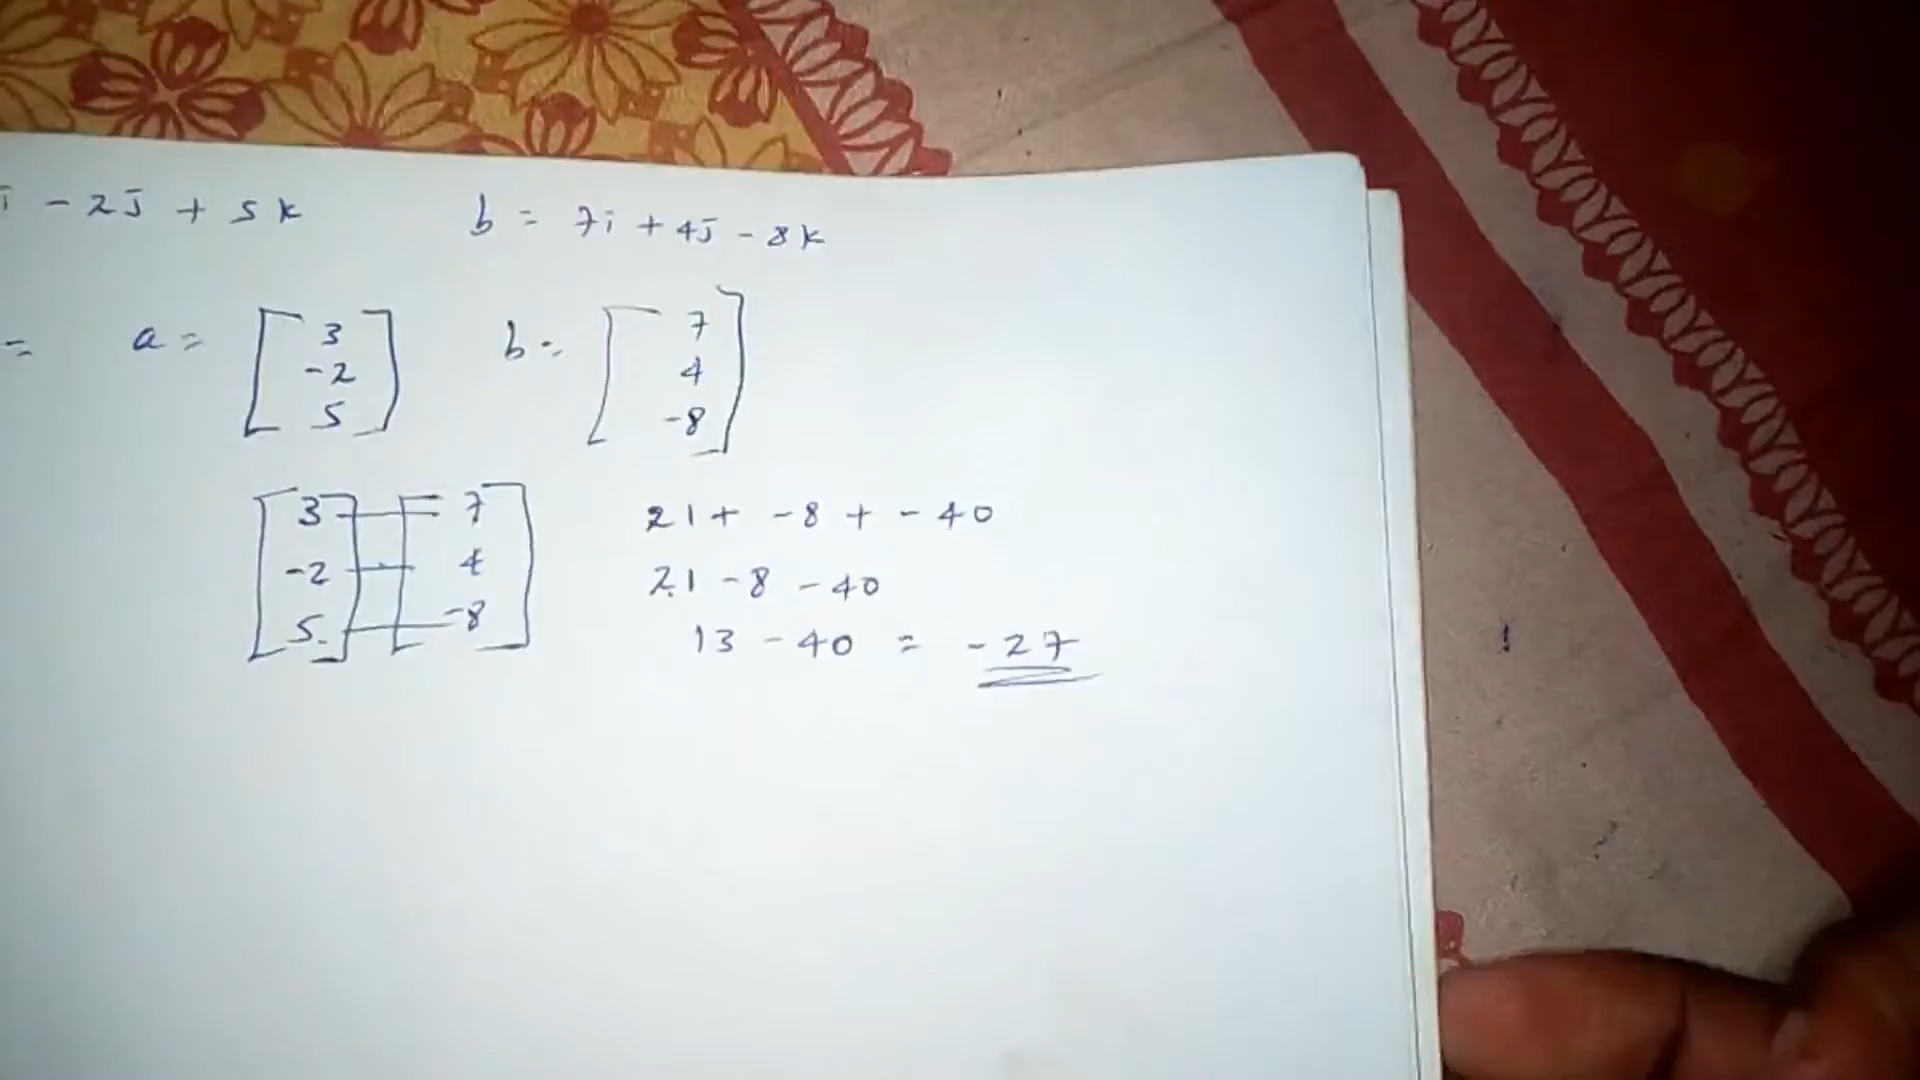 i - 2j + 5k b = 7i + 4j - 8k
= a = [ 3 b = [ 7
-2 4
5 ] -8 ]
[ 3 ] [ 7 ] 21 + -8 + -40
-2 4 21 - 8 - 40
5 -8 13 - 40 = -27